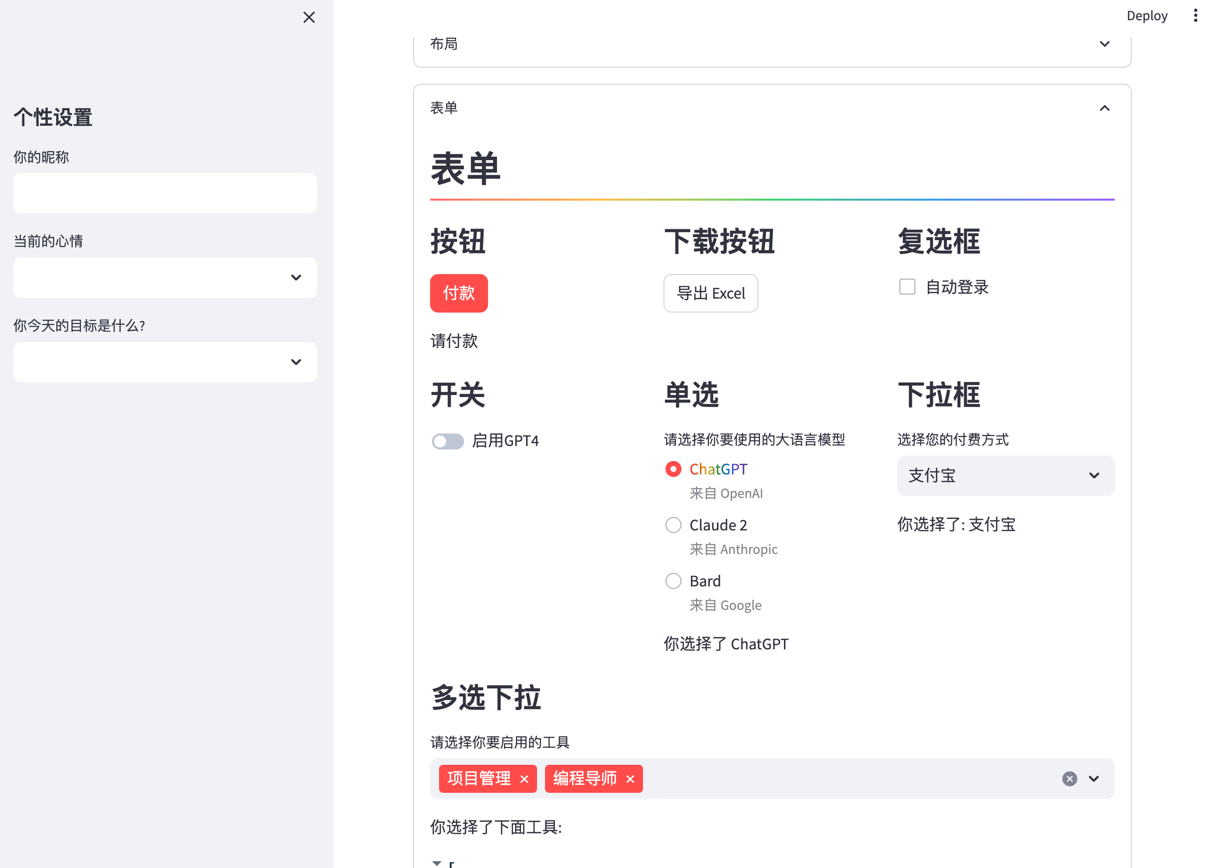 Deploy
个性设置
你的昵称
当前的心情
你今天的目标是什么?
布局
表单
表单
按钮
付款
请付款
下载按钮
导出 Excel
复选框
自动登录
开关
启用GPT4
单选
请选择你要使用的大语言模型
ChatGPT
来自 OpenAI
Claude 2
来自 Anthropic
Bard
来自 Google
你选择了 ChatGPT
下拉框
选择您的付费方式
支付宝
你选择了: 支付宝
多选下拉
请选择你要启用的工具
项目管理 编程导师
你选择了下面工具:
[